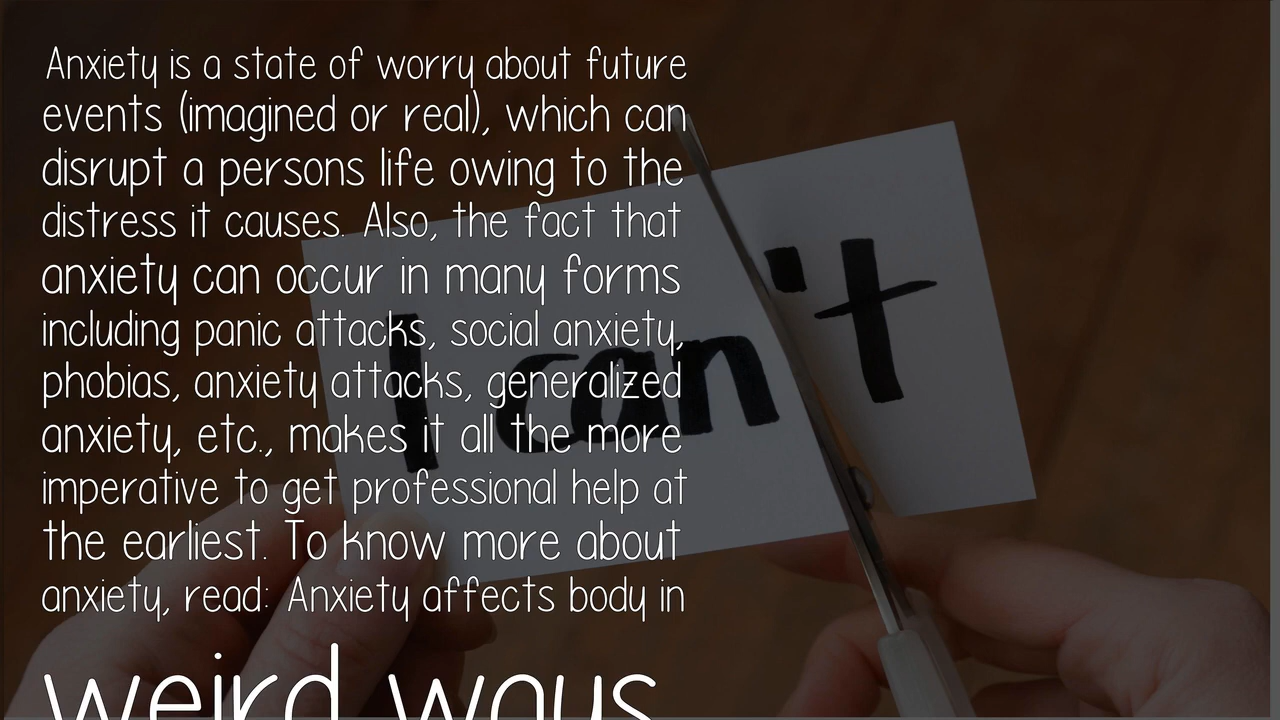 Anxiety is a state of worry about future
events (imagined or real), which can
disrupt a persons life owing to the
distress it causes. Also, the fact that
anxiety can occur in many forms
including panic attacks, social anxiety,
phobias, anxiety attacks, generalized
anxiety, etc., makes it all the more
imperative to get professional help at
the earliest. To know more about
anxiety, read: Anxiety affects body in
weird ways
I can't